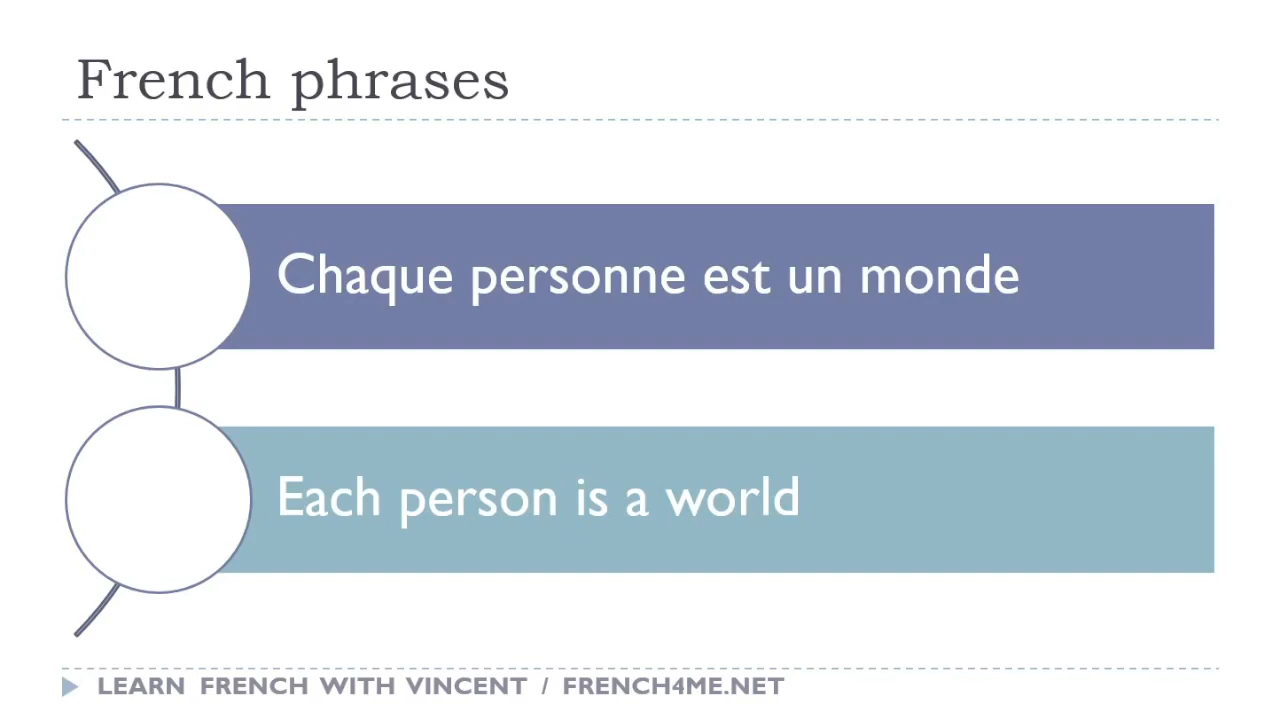 French phrases
Chaque personne est un monde
Each person is a world
LEARN FRENCH WITH VINCENT / FRENCH4ME.NET